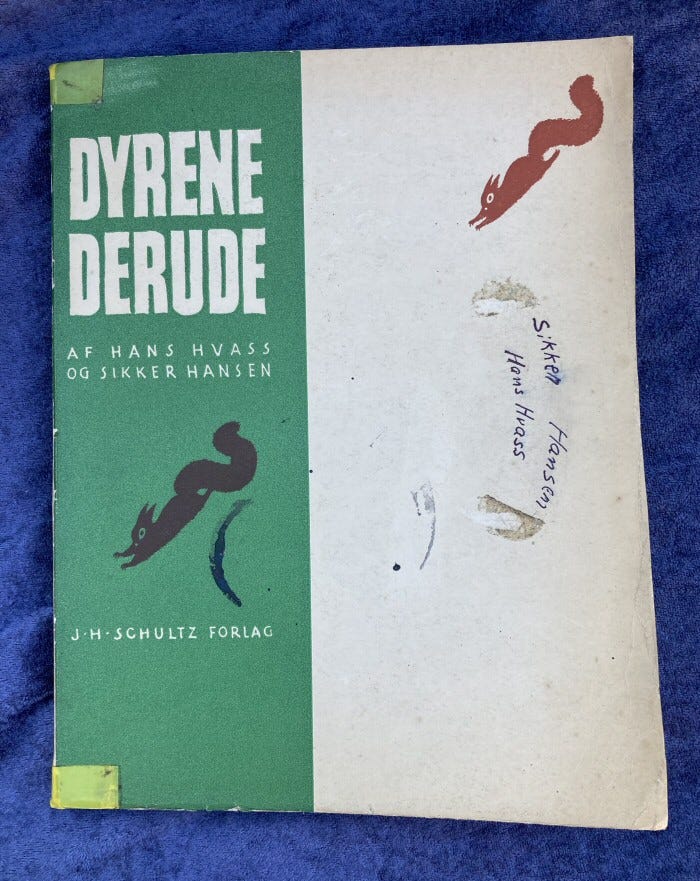 DYRENE
DERUDE
AF HANS HVASS
OG SIKKER HANSEN
J·H·SCHULTZ FORLAG
Sikker Hansen
Hans Hvass